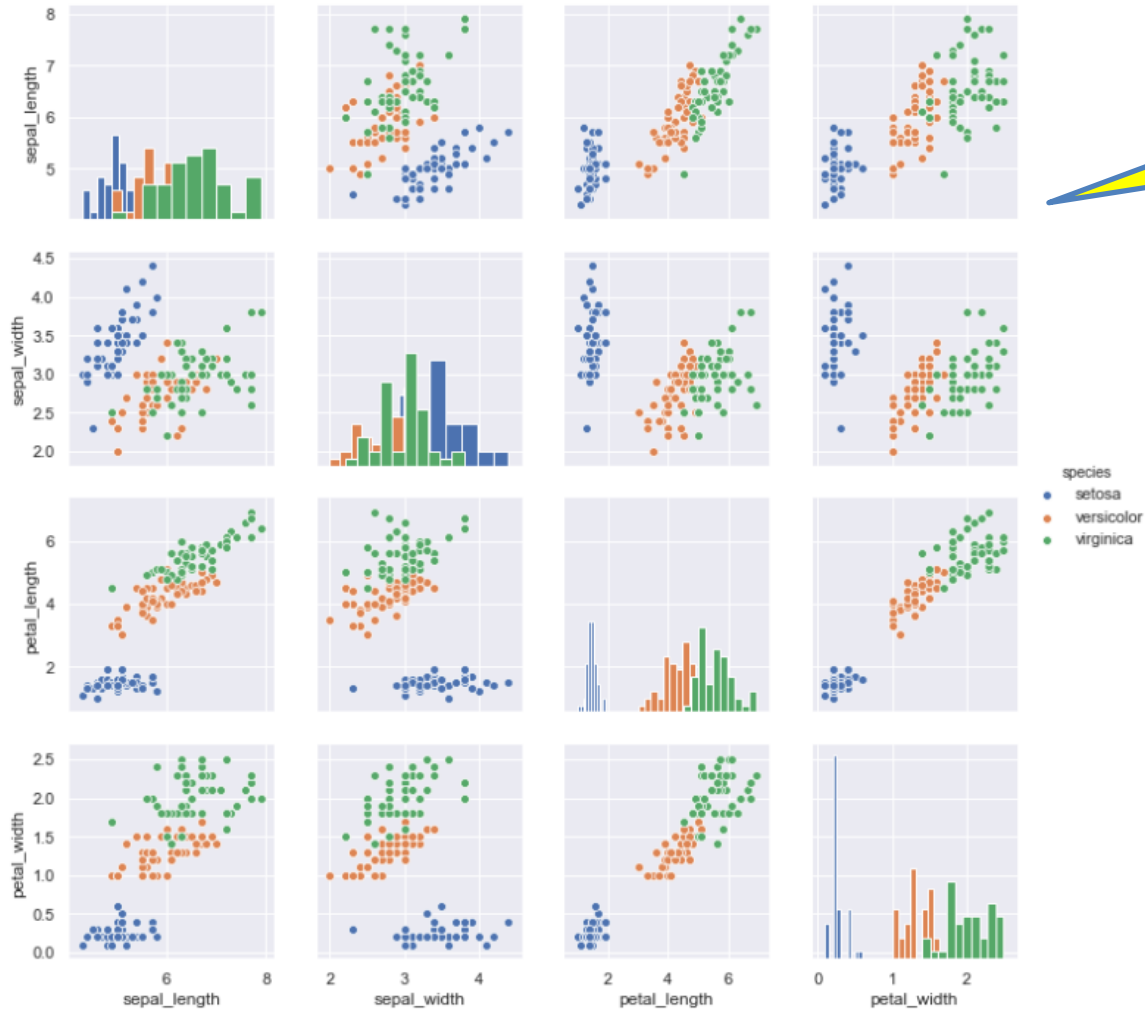 8
7
6
5
sepal_length
4.5
4.0
3.5
3.0
2.5
2.0
sepal_width
species
setosa
versicolor
virginica
6
4
2
petal_length
2.5
2.0
1.5
1.0
0.5
0.0
petal_width
6 8
sepal_length
2 3 4
sepal_width
2 4 6
petal_length
0 1 2
petal_width